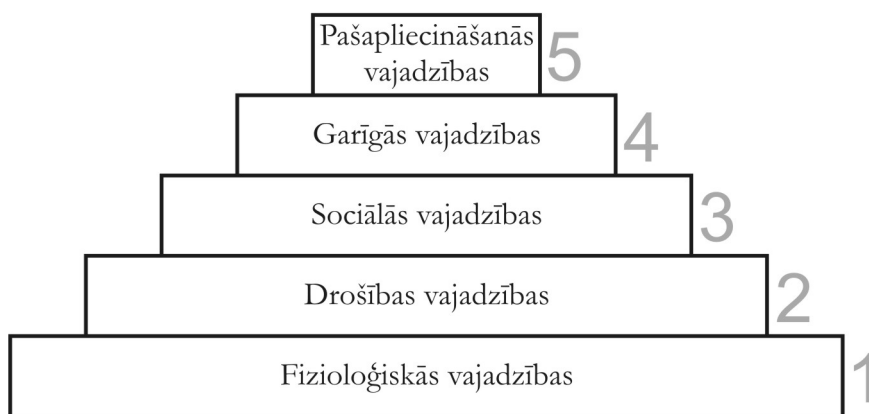 Pašapliecināšanās
vajadzības
5
Garīgās vajadzības
4
Sociālās vajadzības
3
Drošības vajadzības
2
Fizioloģiskās vajadzības
1